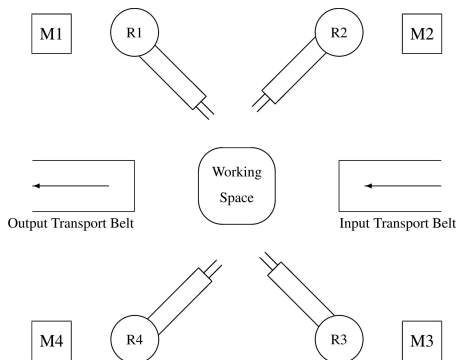 M1 R1 R2 M2
Working
Space
Output Transport Belt Input Transport Belt
M4 R4 R3 M3